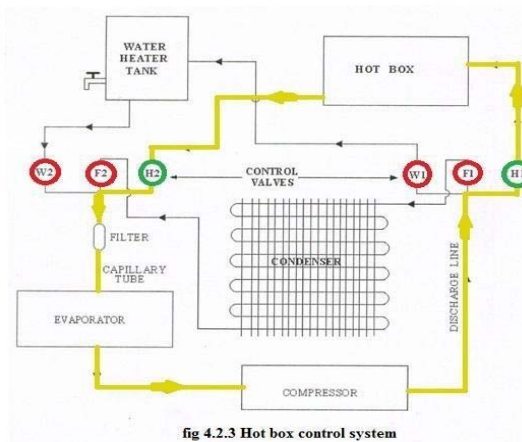 WATER
HEATER
TANK
HOT BOX
W2
F2
H2
CONTROL
VALVES
W1
F1
H1
FILTER
CAPILLARY
TUBE
CONDENSER
DISCHARGE LINE
EVAPORATOR
COMPRESSOR
fig 4.2.3 Hot box control system